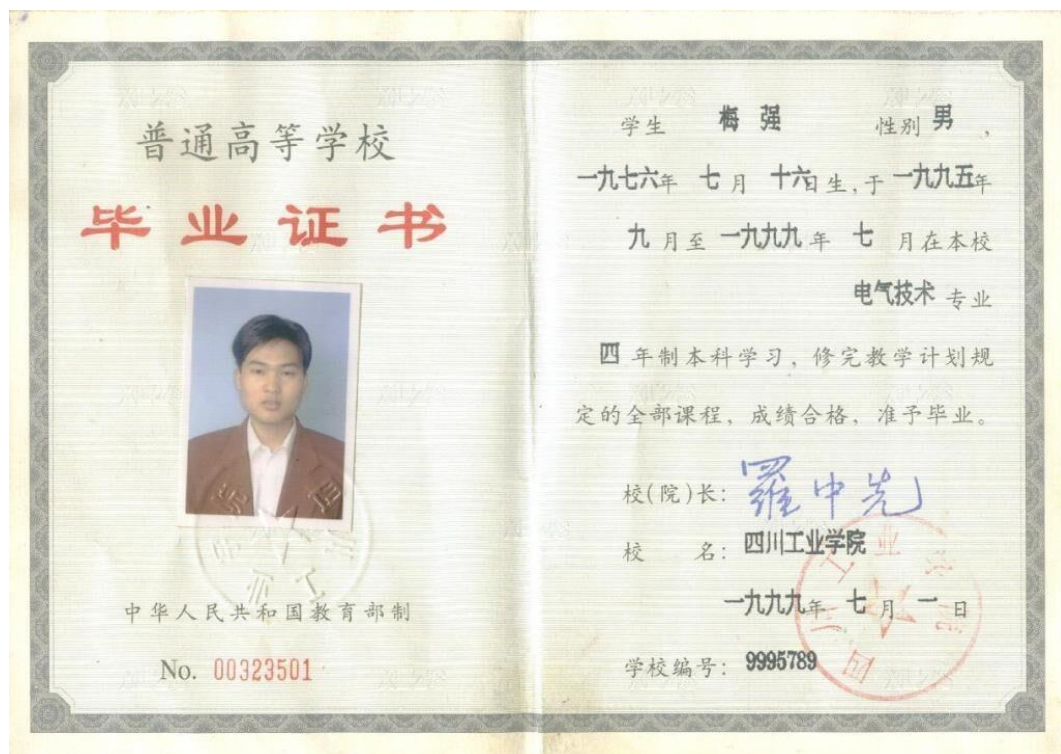 普通高等学校
毕业证书
中华人民共和国教育部制
No. 00323501
学生 梅强 性别 男,
一九七六年 七月 十六日生,于一九九五年
九月至一九九九年 七月在本校
电气技术 专业
四年制本科学习,修完教学计划规
定的全部课程,成绩合格,准予毕业。
校(院)长: 羅中先
校 名: 四川工业学院
一九九九年 七月 一日
学校编号: 9995789
四川工业学院